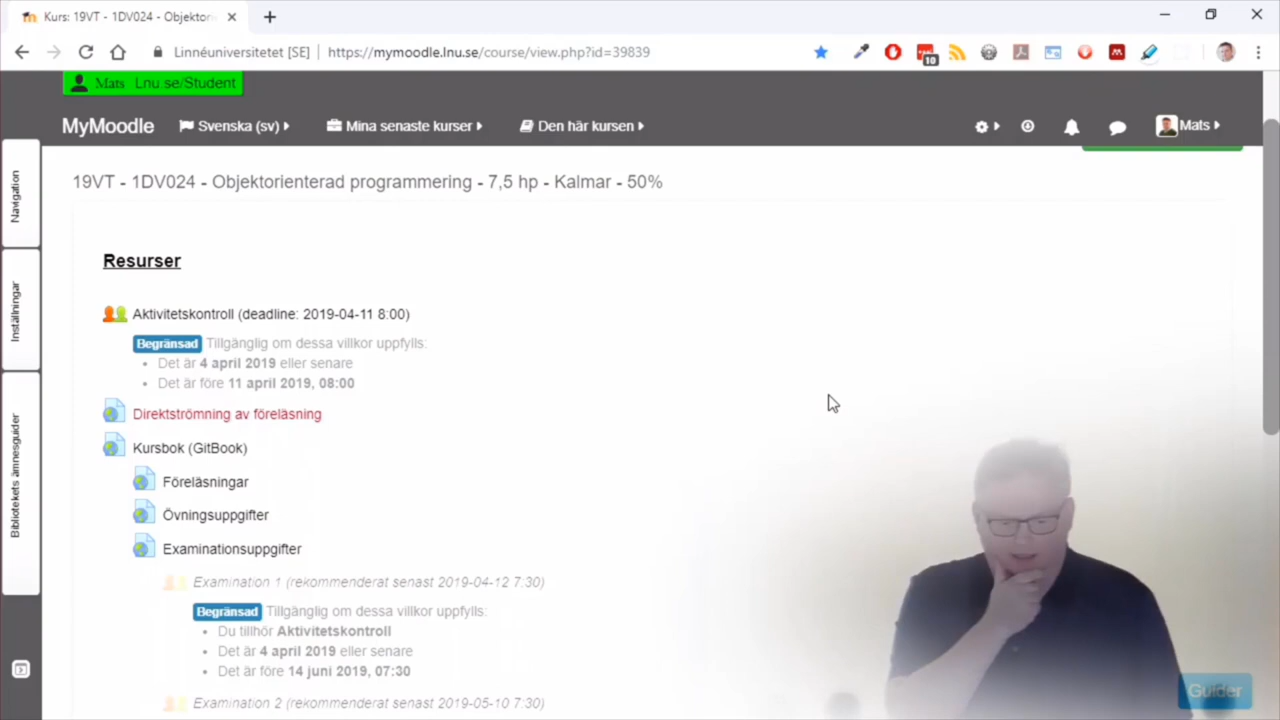 Kurs: 19VT - 1DV024 - Objektorien
Linnéuniversitetet [SE] | https://mymoodle.lnu.se/course/view.php?id=39839
10
Mats Lnu.se/Student
MyMoodle Svenska (sv) Mina senaste kurser Den här kursen Mats
Navigation
Inställningar
Bibliotekets ämnesguider
19VT - 1DV024 - Objektorienterad programmering - 7,5 hp - Kalmar - 50%
Resurser
Aktivitetskontroll (deadline: 2019-04-11 8:00)
Begränsad Tillgänglig om dessa villkor uppfylls:
• Det är 4 april 2019 eller senare
• Det är före 11 april 2019, 08:00
Direktströmning av föreläsning
Kursbok (GitBook)
Föreläsningar
Övningsuppgifter
Examinationsuppgifter
Examination 1 (rekommenderat senast 2019-04-12 7:30)
Begränsad Tillgänglig om dessa villkor uppfylls:
• Du tillhör Aktivitetskontroll
• Det är 4 april 2019 eller senare
• Det är före 14 juni 2019, 07:30
Examination 2 (rekommenderat senast 2019-05-10 7:30)
Guider